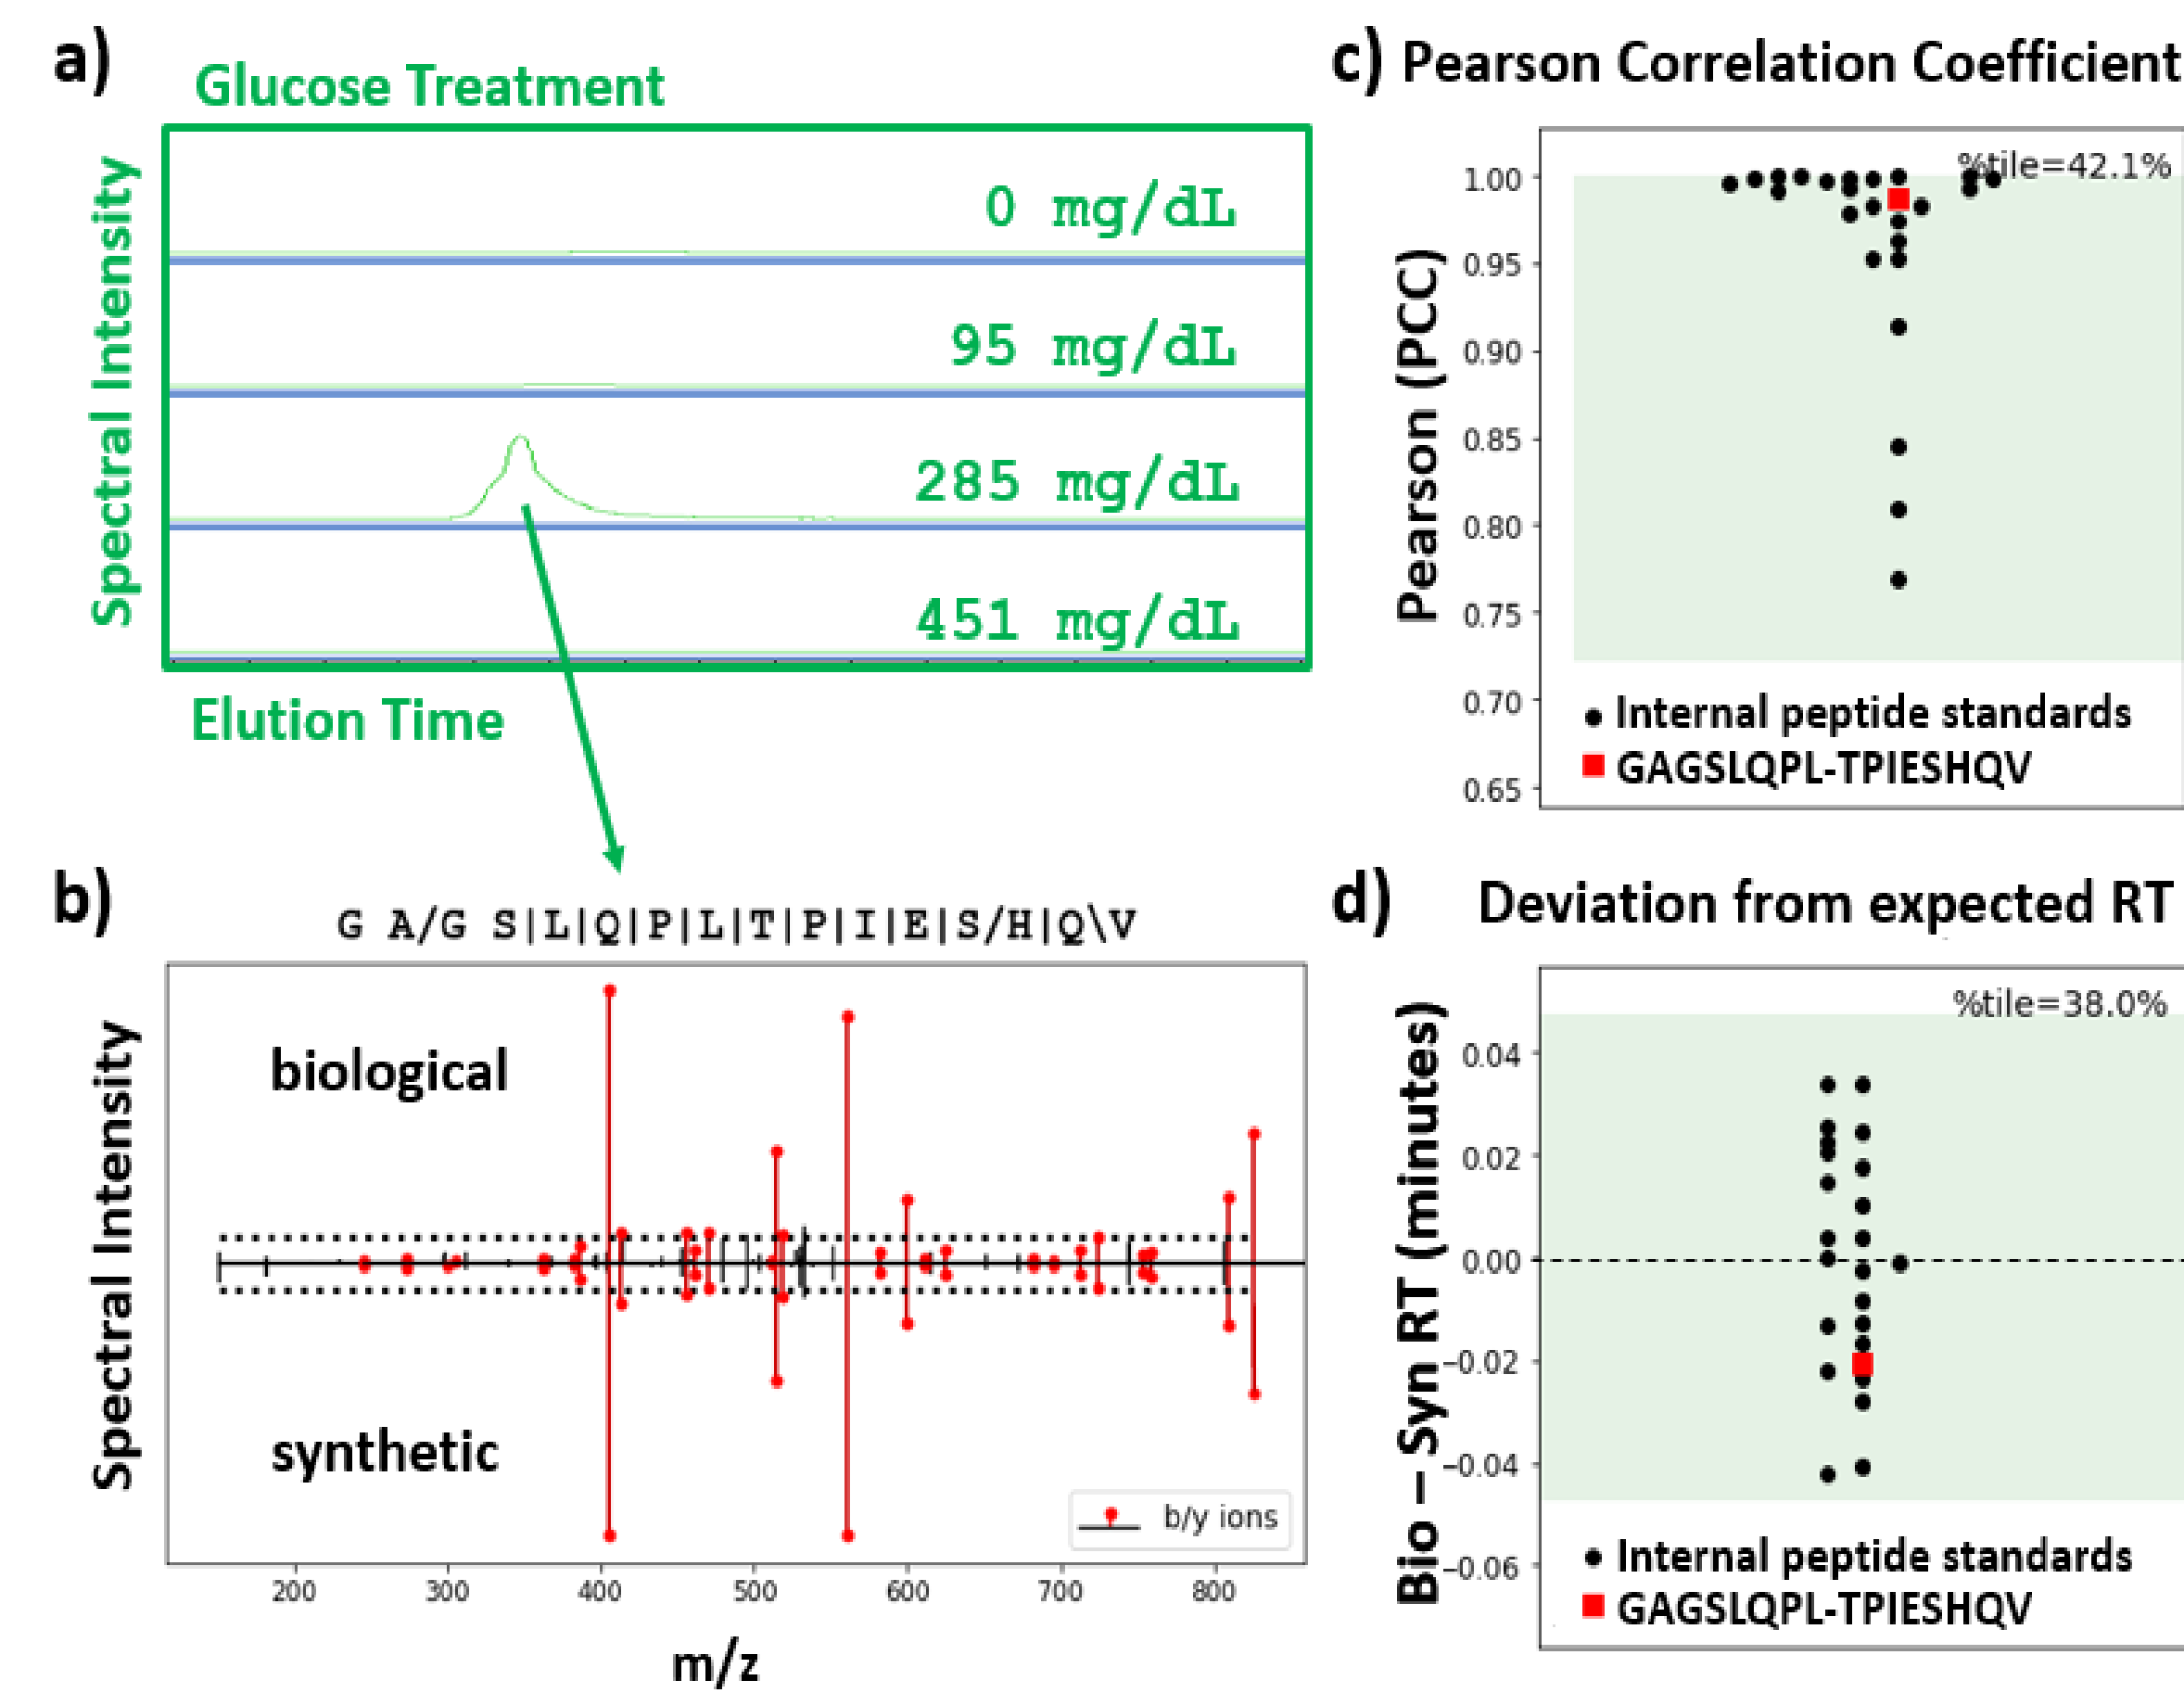 a)
Glucose Treatment
Spectral Intensity
0 mg/dL
95 mg/dL
285 mg/dL
451 mg/dL
Elution Time
b)
G A/G S|L|Q|P|L|T|P|I|E|S/H|Q\V
Spectral Intensity
biological
synthetic
b/y ions
200 300 400 500 600 700 800
m/z
c) Pearson Correlation Coefficient
Pearson (PCC)
%tile=42.1%
1.00
0.95
0.90
0.85
0.80
0.75
0.70
0.65
Internal peptide standards
GAGSLQPL-TPIESHQV
d) Deviation from expected RT
Bio – Syn RT (minutes)
%tile=38.0%
0.04
0.02
0.00
−0.02
−0.04
−0.06
Internal peptide standards
GAGSLQPL-TPIESHQV